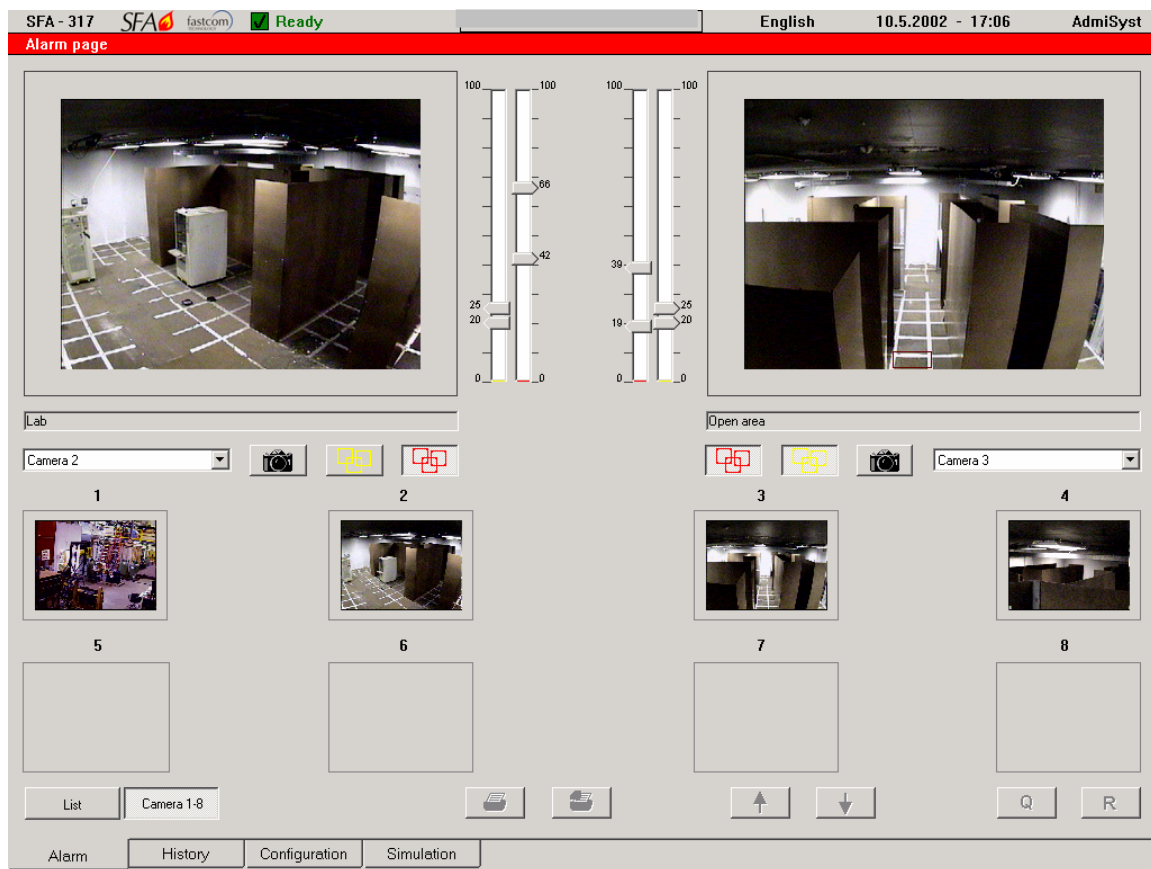 SFA - 317 SFA fastcom TECHNOLOGY Ready English 10.5.2002 - 17:06 AdmiSyst
Alarm page
100 100 100 100
66
42 39
25 25
20 19 20
0 0 0 0
Lab Open area
Camera 2 Camera 3
1 2 3 4
5 6 7 8
List Camera 1-8 Q R
Alarm History Configuration Simulation